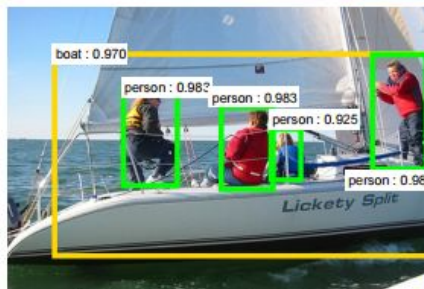 boat : 0.970
person : 0.983
person : 0.983
person : 0.925
person : 0.98
Lickety Split